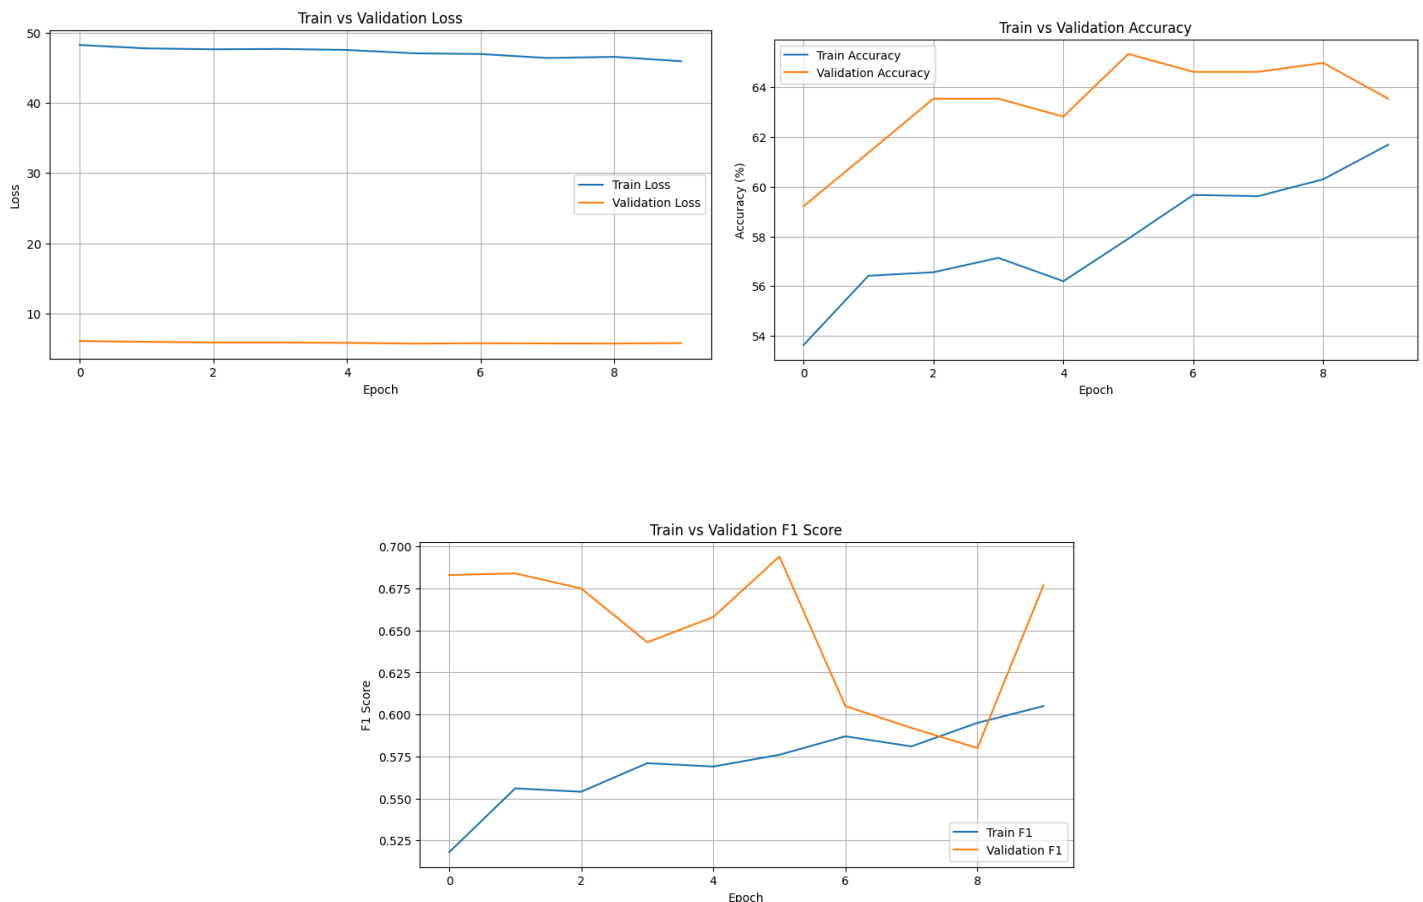 Train vs Validation Loss
50
40
30
20
10
Loss
Train Loss
Validation Loss
0 2 4 6 8
Epoch
Train vs Validation Accuracy
Train Accuracy
Validation Accuracy
64
62
60
58
56
54
Accuracy (%)
0 2 4 6 8
Epoch
Train vs Validation F1 Score
0.700
0.675
0.650
0.625
0.600
0.575
0.550
0.525
F1 Score
Train F1
Validation F1
0 2 4 6 8
Epoch